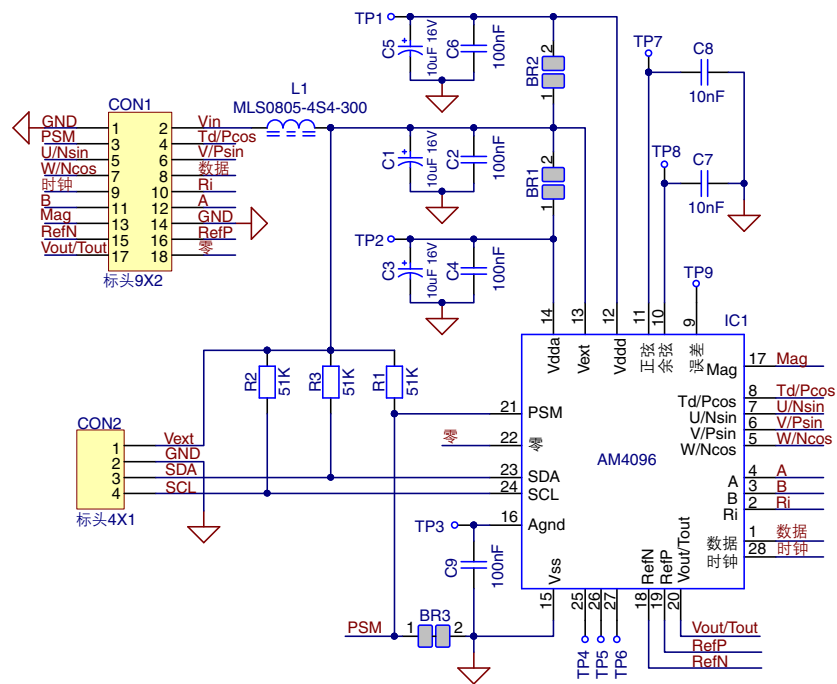 TP1
C5
10uF 16V
C6
100nF
BR2
2
1
TP7
C8
10nF
L1
MLS0805-4S4-300
CON1
GND
1
2
Vin
PSM
3
4
Td/Pcos
U/Nsin
5
6
V/Psin
W/Ncos
7
8
数据
时钟
9
10
Ri
B
11
12
A
Mag
13
14
GND
RefN
15
16
RefP
Vout/Tout
17
18
零
标头9X2
C1
10uF 16V
C2
100nF
BR1
2
1
TP8
C7
10nF
TP2
C3
10uF 16V
C4
100nF
TP9
14
13
12
11
10
9
IC1
Vdda
Vext
Vddd
正弦
余弦
误差
Mag
17
Mag
Td/Pcos
8
Td/Pcos
U/Nsin
7
U/Nsin
V/Psin
6
V/Psin
W/Ncos
5
W/Ncos
R2
51K
R3
51K
R1
51K
21
PSM
零
22
零
AM4096
CON2
1
Vext
2
GND
3
SDA
4
SCL
标头4X1
23
SDA
24
SCL
A
4
A
B
3
B
Ri
2
Ri
TP3
16
Agnd
数据
1
数据
时钟
28
时钟
C9
100nF
Vss
RefN
RefP
Vout/Tout
15
25
26
27
18
19
20
PSM
1
BR3
2
TP4
TP5
TP6
Vout/Tout
RefP
RefN